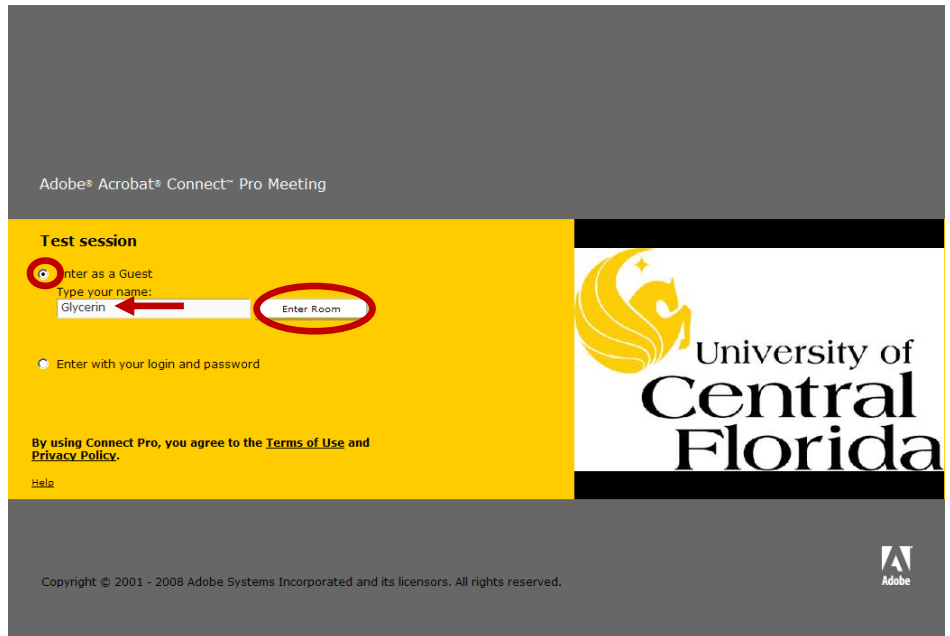 Adobe® Acrobat® Connect™ Pro Meeting
Test session
Enter as a Guest
Type your name:
Glycerin
Enter Room
Enter with your login and password
University of
Central
Florida
By using Connect Pro, you agree to the Terms of Use and
Privacy Policy.
Help
Copyright © 2001 - 2008 Adobe Systems Incorporated and its licensors. All rights reserved.
Adobe